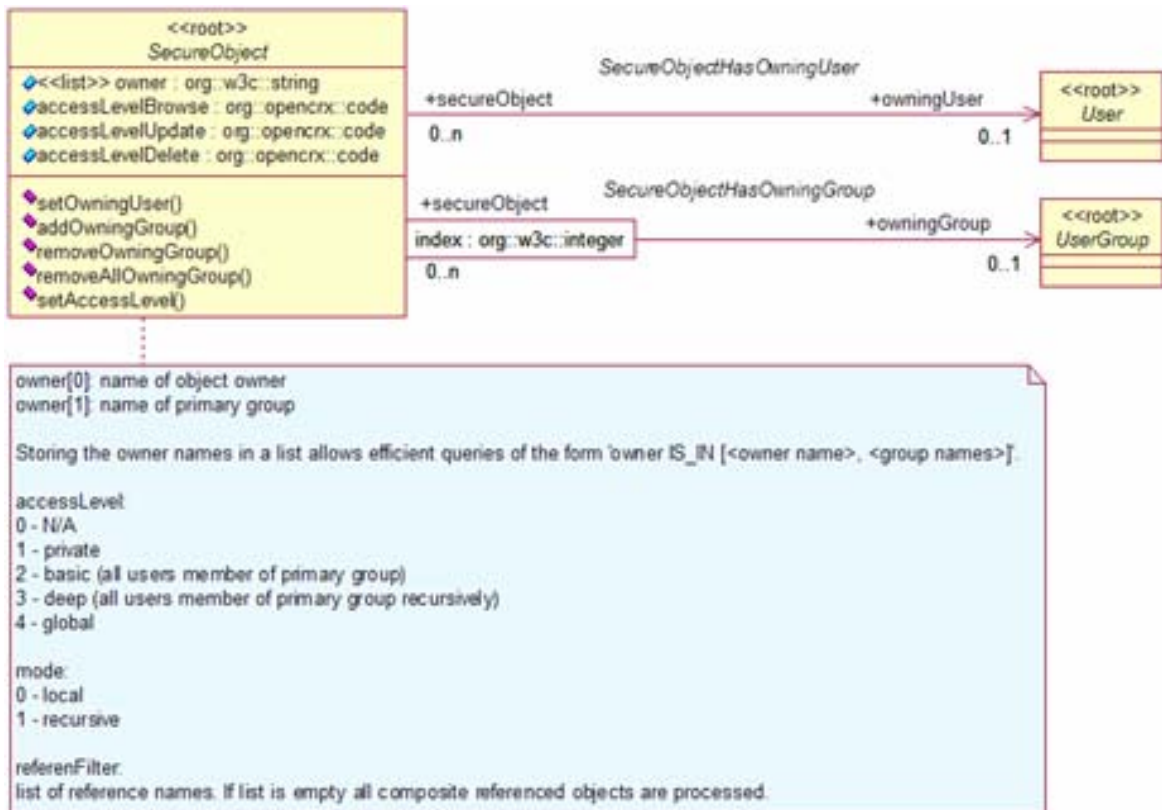 <<root>>
SecureObject
<<list>> owner : org::w3c::string
accessLevelBrowse : org::opencrx::code
accessLevelUpdate : org::opencrx::code
accessLevelDelete : org::opencrx::code
setOwningUser()
addOwningGroup()
removeOwningGroup()
removeAllOwningGroup()
setAccessLevel()
SecureObjectHasOwningUser
+secureObject
+owningUser
0..n
0..1
<<root>>
User
SecureObjectHasOwningGroup
+secureObject
+owningGroup
index : org::w3c::integer
0..n
0..1
<<root>>
UserGroup
owner[0]: name of object owner
owner[1]: name of primary group
Storing the owner names in a list allows efficient queries of the form 'owner IS_IN [<owner name>, <group names>]'.
accessLevel:
0 - N/A
1 - private
2 - basic (all users member of primary group)
3 - deep (all users member of primary group recursively)
4 - global
mode:
0 - local
1 - recursive
referenFilter:
list of reference names. If list is empty all composite referenced objects are processed.